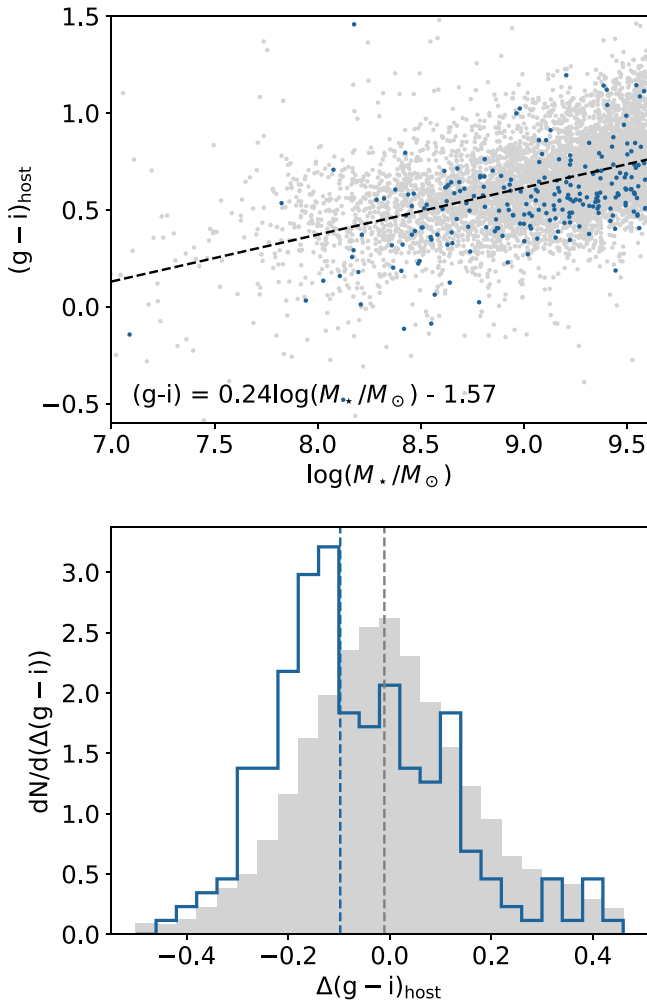 1.5
1.0
0.5
0.0
−0.5
(g − i)host
(g-i) = 0.24log(M⋆/M⊙) - 1.57
7.0 7.5 8.0 8.5 9.0 9.5
log(M⋆/M⊙)
3.0
2.5
2.0
1.5
1.0
0.5
0.0
dN/d(Δ(g − i))
−0.4 −0.2 0.0 0.2 0.4
Δ(g − i)host